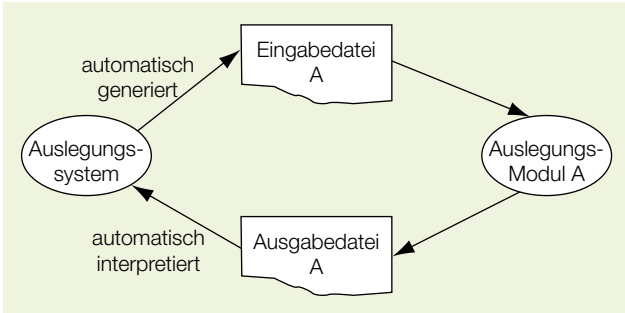 Eingabedatei
A
automatisch
generiert
Auslegungs-
system
Auslegungs-
Modul A
automatisch
interpretiert
Ausgabedatei
A